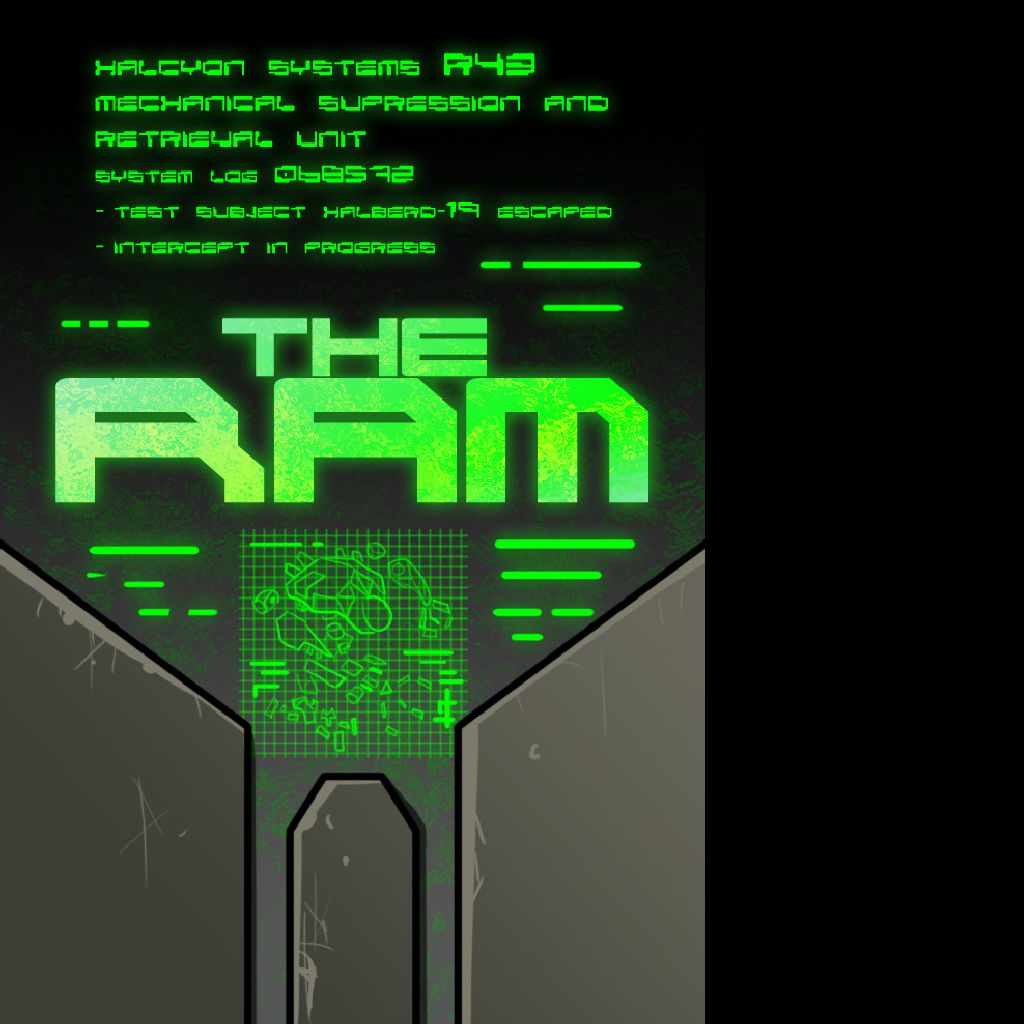 HALCYON SYSTEMS R43
MECHANICAL SUPRESSION AND
RETRIEVAL UNIT
SYSTEM LOG 068572
- TEST SUBJECT HALBERD-19 ESCAPED
- INTERCEPT IN PROGRESS
THE
RAM